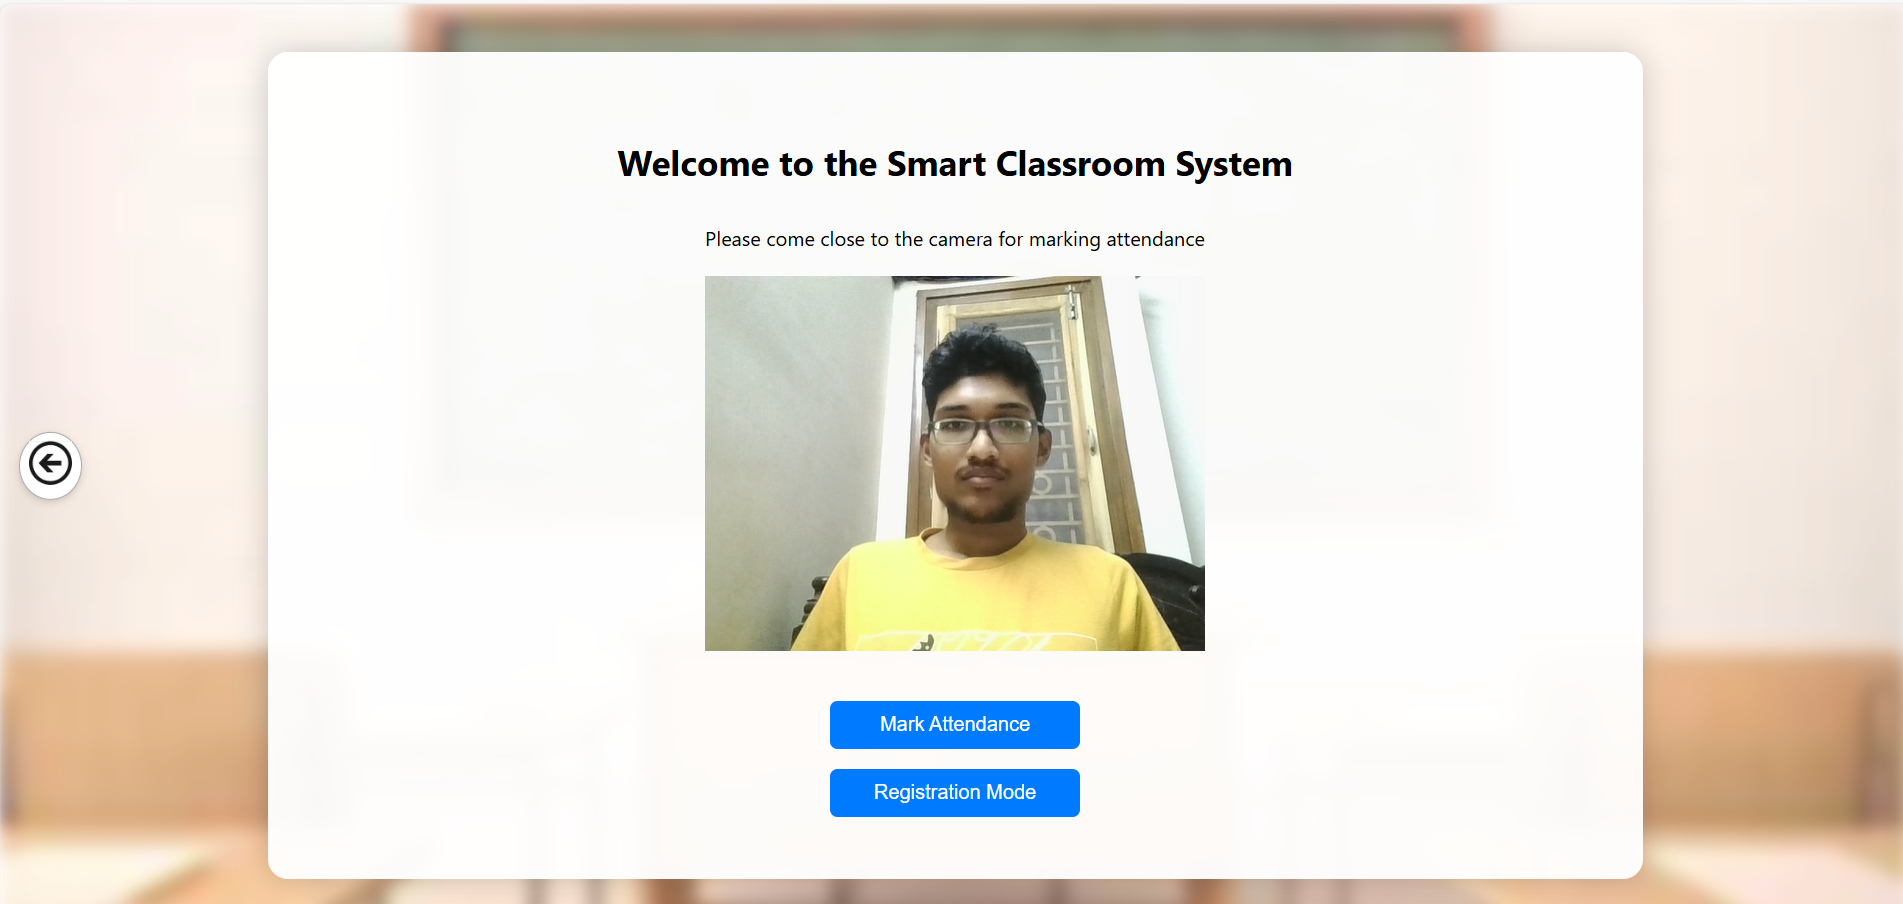 Welcome to the Smart Classroom System
Please come close to the camera for marking attendance
Mark Attendance
Registration Mode